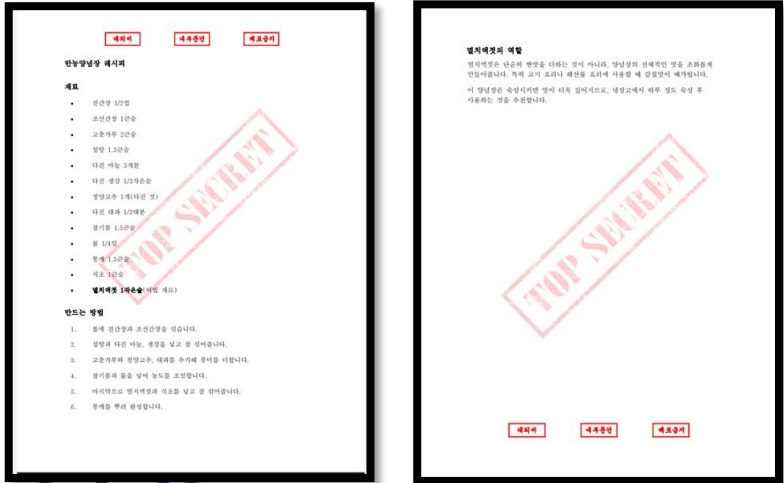 대외비 내부문건 배포금지
만능양념장 레시피
재료
• 진간장 1/2컵
• 조선간장 1큰술
• 고춧가루 2큰술
• 설탕 1.5큰술
• 다진 마늘 3개분
• 다진 생강 1/3작은술
• 청양고추 1개(다진 것)
• 다진 대파 1/2대분
• 참기름 1.5큰술
• 물 1/4컵
• 통깨 1.5큰술
• 식초 1큰술
• 멸치액젓 1작은술(비법 재료)
만드는 방법
1. 볼에 진간장과 조선간장을 섞습니다.
2. 설탕과 다진 마늘, 생강을 넣고 잘 섞어줍니다.
3. 고춧가루와 청양고추, 대파를 추가해 풍미를 더합니다.
4. 참기름과 물을 넣어 농도를 조절합니다.
5. 마지막으로 멸치액젓과 식초를 넣고 잘 섞어줍니다.
6. 통깨를 뿌려 완성합니다.
TOP SECRET
멸치액젓의 역할
멸치액젓은 단순히 짠맛을 더하는 것이 아니라, 양념장의 전체적인 맛을 조화롭게
만들어줍니다. 특히 고기 요리나 해산물 요리에 사용할 때 감칠맛이 배가됩니다.
이 양념장은 숙성시키면 맛이 더욱 깊어지므로, 냉장고에서 하루 정도 숙성 후
사용하는 것을 추천합니다.
TOP SECRET
대외비 내부문건 배포금지